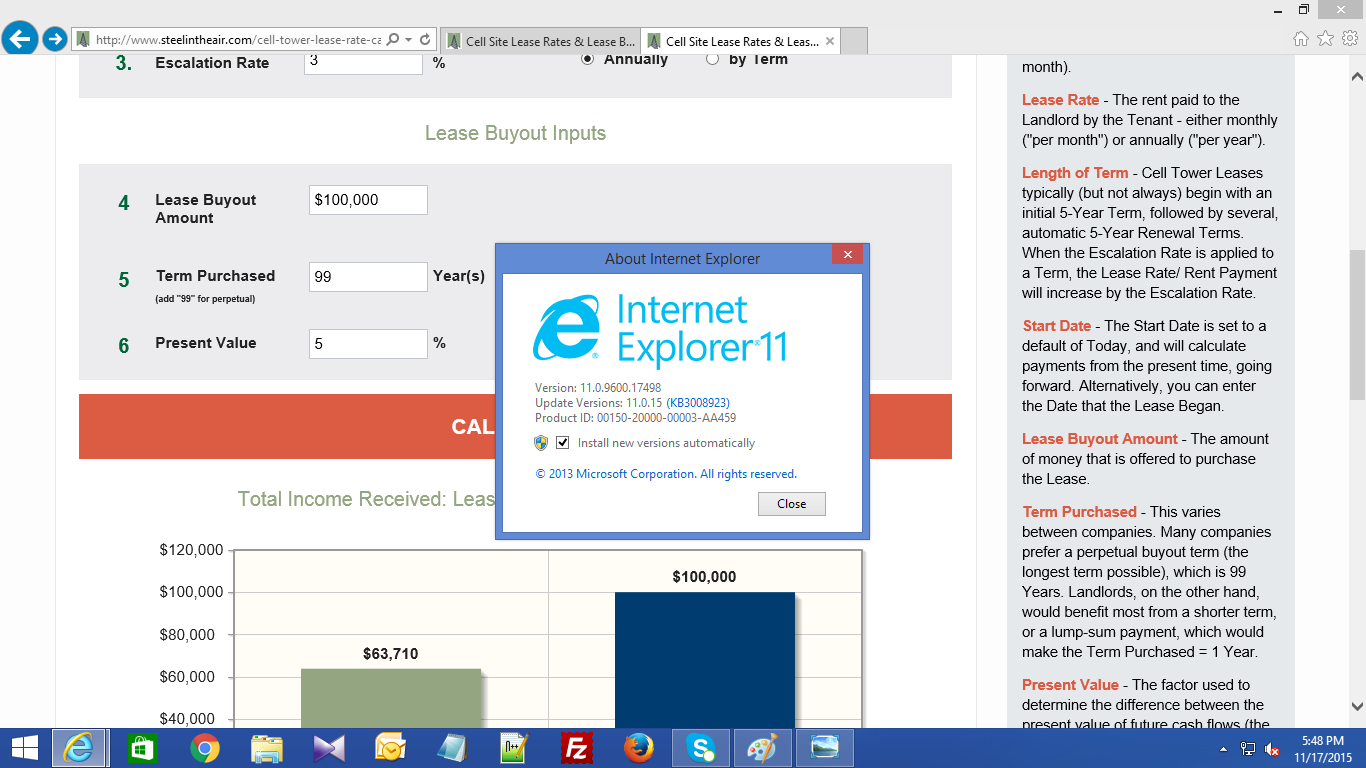 http://www.steelintheair.com/cell-tower-lease-rate-ca
Cell Site Lease Rates & Lease B...
Cell Site Lease Rates & Leas...
3. Escalation Rate 3 % Annually by Term
Lease Buyout Inputs
4 Lease Buyout Amount $100,000
5 Term Purchased 99 Year(s)
(add "99" for perpetual)
6 Present Value 5 %
CAL
Total Income Received: Leas
$120,000
$100,000
$80,000
$60,000
$40,000
$63,710
$100,000
About Internet Explorer
Internet
Explorer®11
Version: 11.0.9600.17498
Update Versions: 11.0.15 (KB3008923)
Product ID: 00150-20000-00003-AA459
Install new versions automatically
© 2013 Microsoft Corporation. All rights reserved.
Close
month).
Lease Rate - The rent paid to the
Landlord by the Tenant - either monthly
("per month") or annually ("per year").
Length of Term - Cell Tower Leases
typically (but not always) begin with an
initial 5-Year Term, followed by several,
automatic 5-Year Renewal Terms.
When the Escalation Rate is applied to
a Term, the Lease Rate/ Rent Payment
will increase by the Escalation Rate.
Start Date - The Start Date is set to a
default of Today, and will calculate
payments from the present time, going
forward. Alternatively, you can enter
the Date that the Lease Began.
Lease Buyout Amount - The amount
of money that is offered to purchase
the Lease.
Term Purchased - This varies
between companies. Many companies
prefer a perpetual buyout term (the
longest term possible), which is 99
Years. Landlords, on the other hand,
would benefit most from a shorter term,
or a lump-sum payment, which would
make the Term Purchased = 1 Year.
Present Value - The factor used to
determine the difference between the
present value of future cash flows (the
5:48 PM
11/17/2015